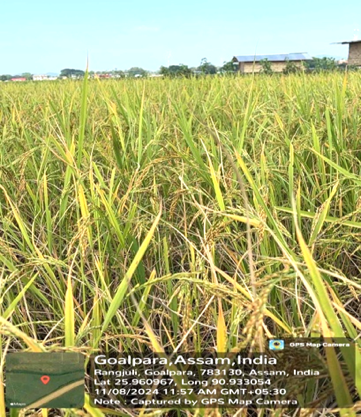 GPS Map Camera
Goalpara,Assam,India
Rangjuli, Goalpara, 783130, Assam, India
Lat 25.960967, Long 90.933054
11/08/2024 11:57 AM GMT+05:30
Note : Captured by GPS Map Camera